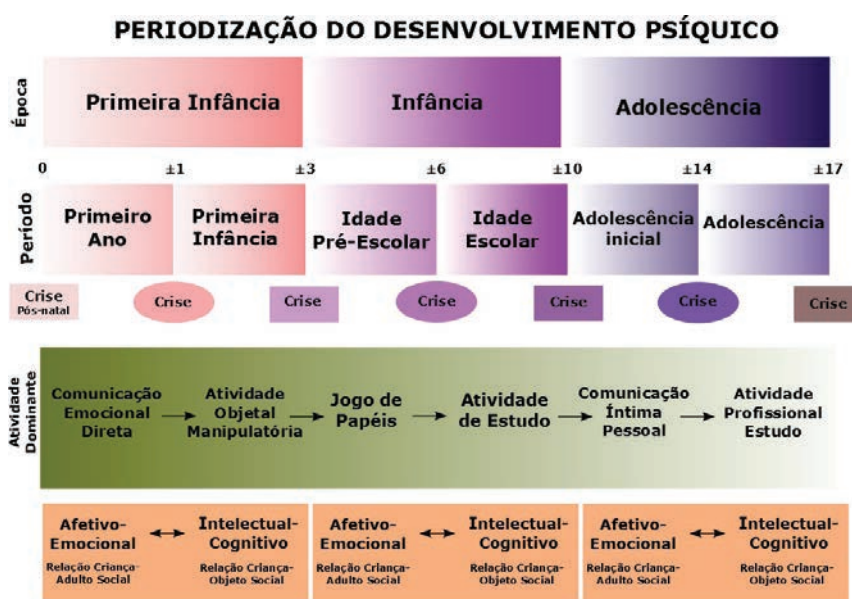 PERIODIZAÇÃO DO DESENVOLVIMENTO PSÍQUICO
Época
Primeira Infância
Infância
Adolescência
0
±1
±3
±6
±10
±14
±17
Período
Primeiro
Ano
Primeira
Infância
Idade
Pré-Escolar
Idade
Escolar
Adolescência
inicial
Adolescência
Crise
Pós-natal
Crise
Crise
Crise
Crise
Crise
Crise
Atividade
Dominante
Comunicação
Emocional
Direta
Atividade
Objetal
Manipulatória
Jogo de
Papéis
Atividade
de Estudo
Comunicação
Íntima
Pessoal
Atividade
Profissional
Estudo
Afetivo-
Emocional
Relação Criança-
Adulto Social
Intelectual-
Cognitivo
Relação Criança-
Objeto Social
Afetivo-
Emocional
Relação Criança-
Adulto Social
Intelectual-
Cognitivo
Relação Criança-
Objeto Social
Afetivo-
Emocional
Relação Criança-
Adulto Social
Intelectual-
Cognitivo
Relação Criança-
Objeto Social